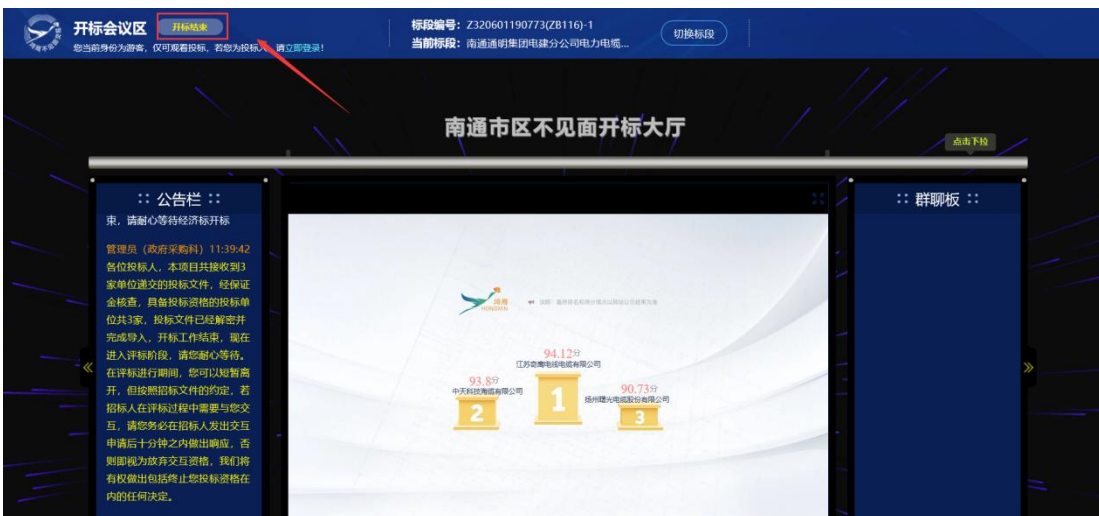 开标会议区 开标结束
您当前身份为游客，仅可观看投标，若您为投标人，请立即登录！
标段编号：Z320601190773(ZB116)-1
当前标段：南通通明集团电建分公司电力电缆...
切换标段
南通市区不见面开标大厅
点击下拉
:: 公告栏 ::
束，请耐心等待经济标开标
管理员（政府采购科）11:39:42
各位投标人，本项目共接收到3
家单位递交的投标文件，经保证
金核查，具备投标资格的投标单
位共3家，投标文件已经解密并
完成导入，开标工作结束，现在
进入评标阶段，请您耐心等待。
在评标进行期间，您可以短暂离
开，但按照招标文件的约定，若
招标人在评标过程中需要与您交
互，请您务必在招标人发出交互
申请后十分钟之内做出响应，否
则即视为放弃交互资格，我们将
有权做出包括终止您投标资格在
内的任何决定。
鸿雁
HONGYAN
94.12分
江苏奇鹰电线电缆有限公司
1
93.8分
中天科技海缆有限公司
2
90.73分
扬州曙光电缆股份有限公司
3
:: 群聊板 ::